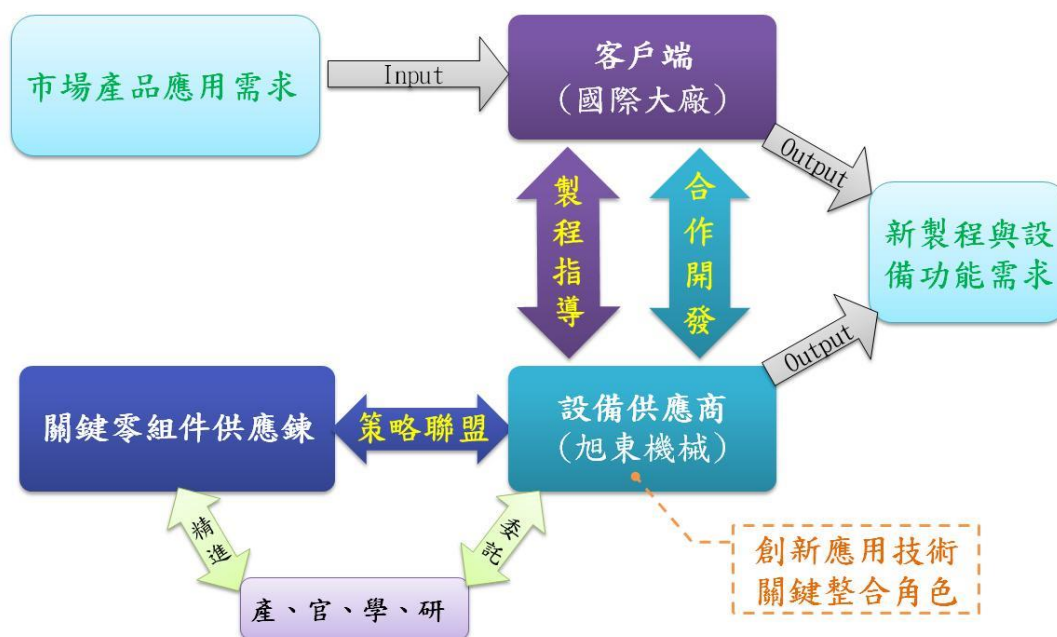 市場產品應用需求
Input
客戶端
(國際大廠)
Output
製程指導
合作開發
新製程與設
備功能需求
Output
關鍵零組件供應鍊
策略聯盟
設備供應商
(旭東機械)
精進
委託
產、官、學、研
創新應用技術
關鍵整合角色